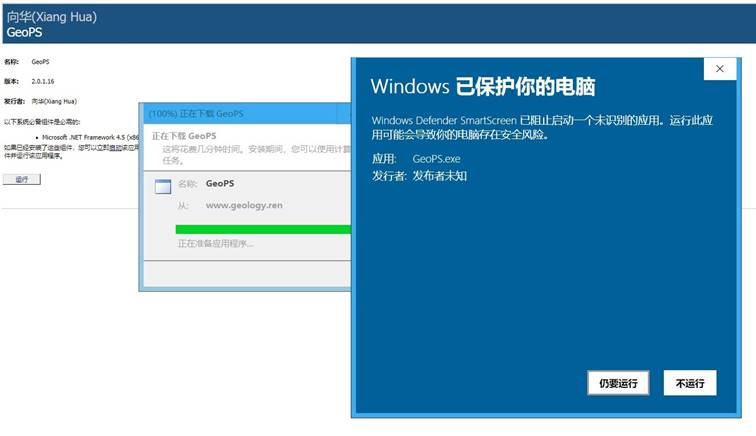 向华(Xiang Hua)
GeoPS
名称: GeoPS
版本: 2.0.1.16
发行者: 向华(Xiang Hua)
以下系统必备组件是必需的:
• Microsoft .NET Framework 4.5 (x86
如果已经安装了这些组件，您可以立即启动该应用
件并运行该应用程序。
运行
(100%) 正在下载 GeoPS
正在下载 GeoPS
这将花费几分钟时间。安装期间，您可以使用计算
任务。
名称: GeoPS
从: www.geology.ren
正在准备应用程序...
Windows 已保护你的电脑
Windows Defender SmartScreen 已阻止启动一个未识别的应用。运行此应
用可能会导致你的电脑存在安全风险。
应用: GeoPS.exe
发行者: 发布者未知
仍要运行
不运行